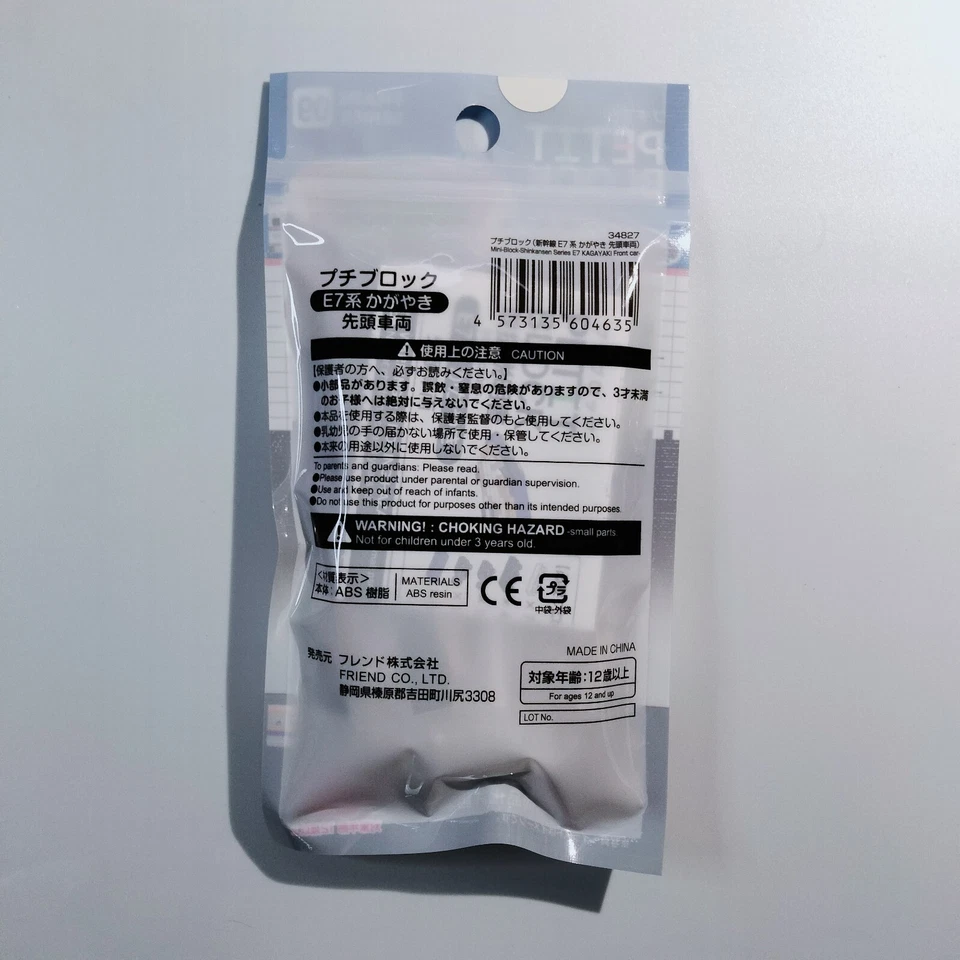 PETIT
09
34827
プチブロック(新幹線 E7 系 かがやき 先頭車両)
Mini-Block-Shinkansen Series E7 KAGAYAKI Front car
4 573135 604635
プチブロック
E7系 かがやき
先頭車両
使用上の注意 CAUTION
【保護者の方へ、必ずお読みください。】
●小部品があります。誤飲・窒息の危険がありますので、3才未満
のお子様へは絶対に与えないでください。
●本品を使用する際は、保護者監督のもと使用してください。
●乳幼児の手の届かない場所で使用・保管してください。
●本来の用途以外に使用しないでください。
To parents and guardians: Please read.
●Please use product under parental or guardian supervision.
●Use and keep out of reach of infants.
●Do not use this product for purposes other than its intended purposes.
WARNING! : CHOKING HAZARD -small parts.
Not for children under 3 years old.
<材質表示>
本体:ABS 樹脂
MATERIALS
ABS resin
CE
プラ
中袋・外袋
MADE IN CHINA
発売元 フレンド株式会社
FRIEND CO., LTD.
静岡県榛原郡吉田町川尻3308
対象年齢:12歳以上
For ages 12 and up
LOT No.